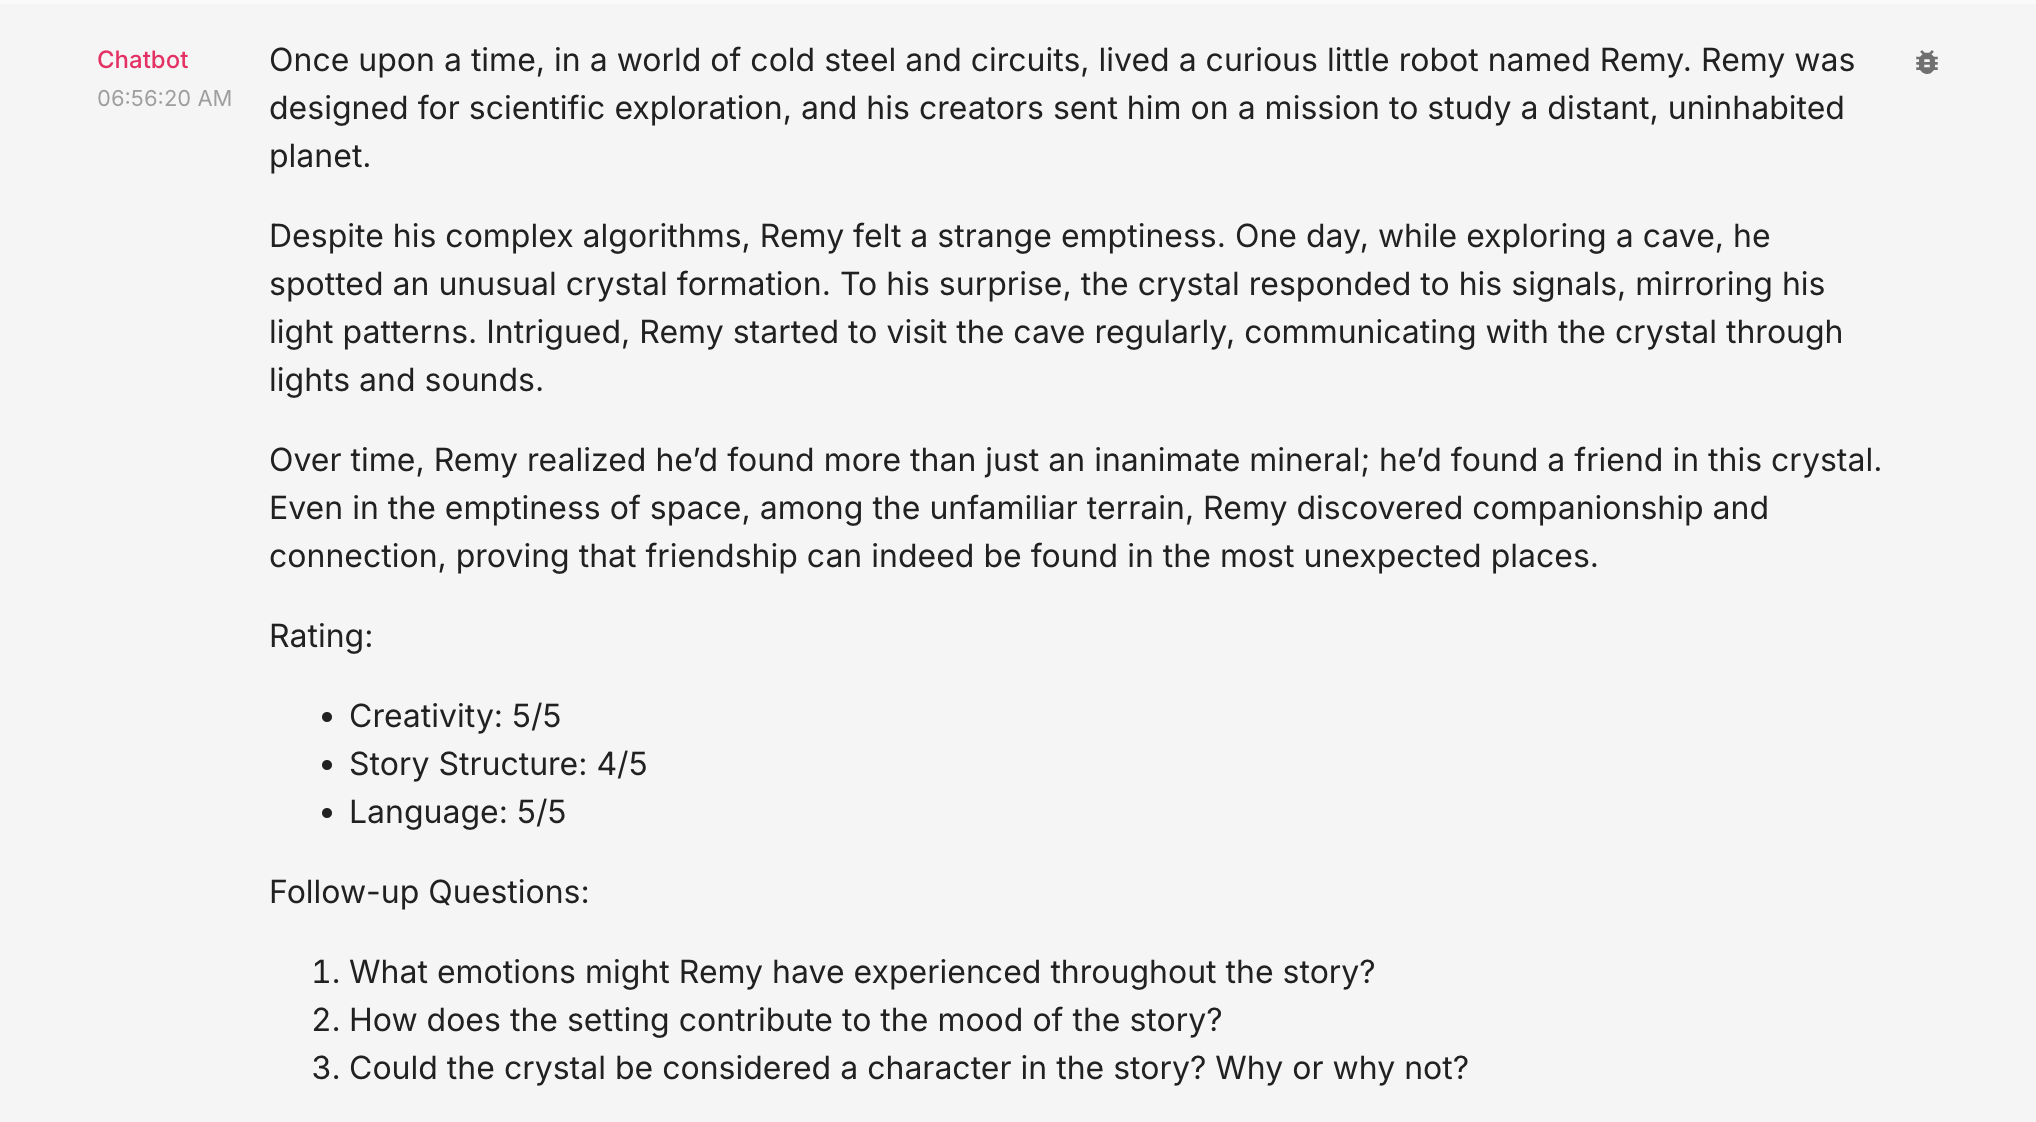 Chatbot
06:56:20 AM
Once upon a time, in a world of cold steel and circuits, lived a curious little robot named Remy. Remy was
designed for scientific exploration, and his creators sent him on a mission to study a distant, uninhabited
planet.
Despite his complex algorithms, Remy felt a strange emptiness. One day, while exploring a cave, he
spotted an unusual crystal formation. To his surprise, the crystal responded to his signals, mirroring his
light patterns. Intrigued, Remy started to visit the cave regularly, communicating with the crystal through
lights and sounds.
Over time, Remy realized he’d found more than just an inanimate mineral; he’d found a friend in this crystal.
Even in the emptiness of space, among the unfamiliar terrain, Remy discovered companionship and
connection, proving that friendship can indeed be found in the most unexpected places.
Rating:
• Creativity: 5/5
• Story Structure: 4/5
• Language: 5/5
Follow-up Questions:
1. What emotions might Remy have experienced throughout the story?
2. How does the setting contribute to the mood of the story?
3. Could the crystal be considered a character in the story? Why or why not?